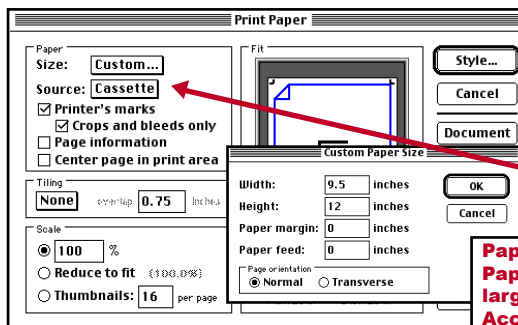 Print Paper
Paper
Size: Custom...
Source: Cassette
Printer's marks
Crops and bleeds only
Page information
Center page in print area
Tiling
None overlap 0.75 inches
Scale
100 %
Reduce to fit (100.0%)
Thumbnails: 16 per page
Fit
Style...
Cancel
Document
Custom Paper Size
Width: 9.5 inches
Height: 12 inches
Paper margin: 0 inches
Paper feed: 0 inches
Page orientation
Normal Transverse
OK
Cancel
Pap
Pap
larg
Acc